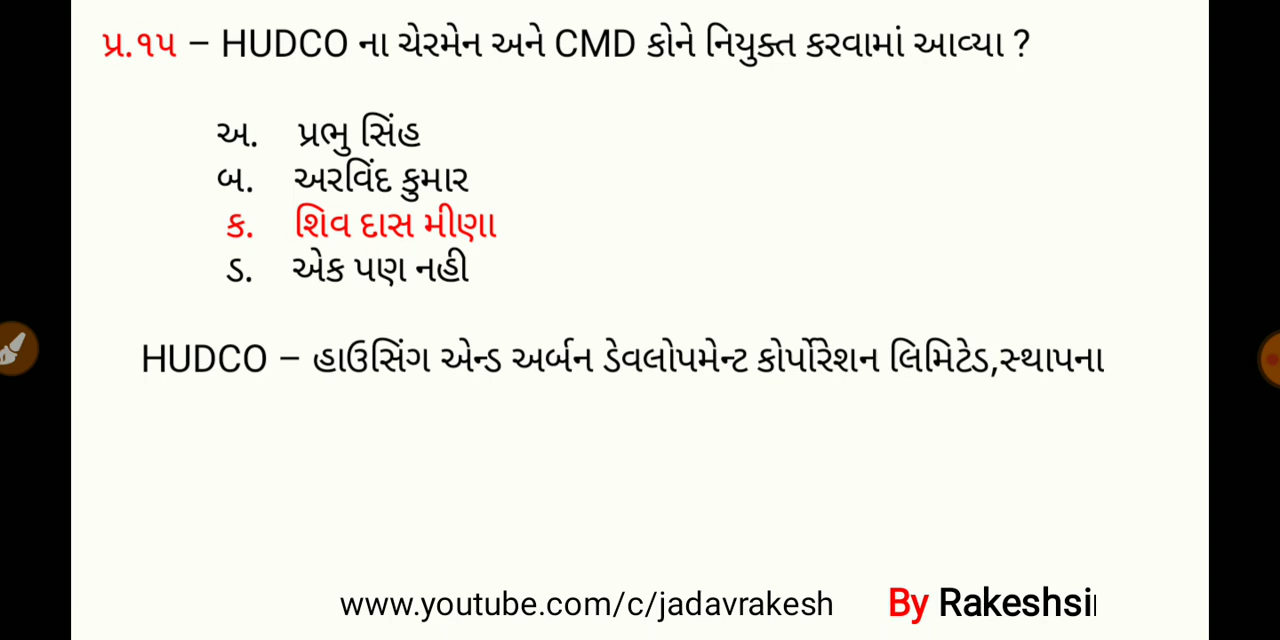 પ્ર.૧૫ – HUDCO ના ચેરમેન અને CMD કોને નિયુક્ત કરવામાં આવ્યા ?
અ. પ્રભુ સિંહ
બ. અરવિંદ કુમાર
ક. શિવ દાસ મીણા
ડ. એક પણ નહી
HUDCO – હાઉસિંગ એન્ડ અર્બન ડેવલોપમેન્ટ કોર્પોરેશન લિમિટેડ,સ્થાપના
www.youtube.com/c/jadavrakesh By